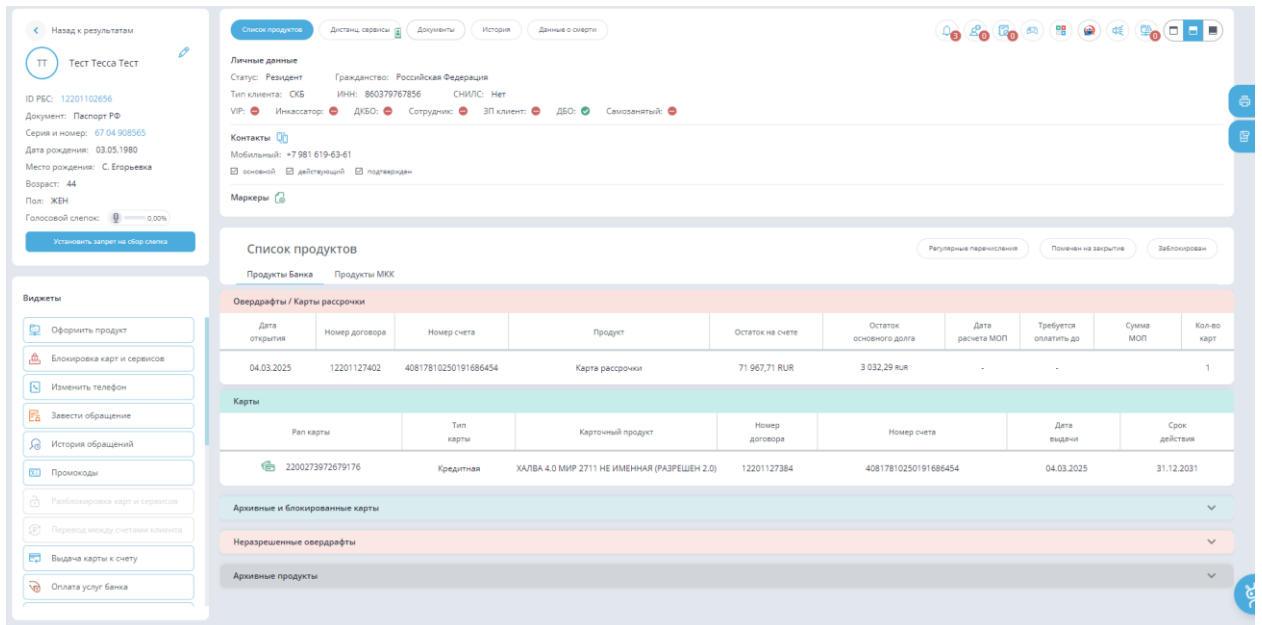 Назад к результатам
ТТ
Тест Тесса Тест
ID РБС: 12201102656
Документ: Паспорт РФ
Серия и номер: 67 04 908565
Дата рождения: 03.05.1980
Место рождения: С. Егорьевка
Возраст: 44
Пол: ЖЕН
Голосовой слепок: 0,00%
Установить запрет на сбор слепка
Виджеты
Оформить продукт
Блокировка карт и сервисов
Изменить телефон
Завести обращение
История обращений
Промокоды
Разблокировка карт и сервисов
Перевод между счетами клиента
Выдача карты к счету
Оплата услуг банка
Список продуктов Дистанц. сервисы Документы История Данные о смерти
3 0 0 0
Личные данные
Статус: Резидент Гражданство: Российская Федерация
Тип клиента: СКБ ИНН: 860379767856 СНИЛС: Нет
VIP: Инкассатор: ДКБО: Сотрудник: ЗП клиент: ДБО: Самозанятый:
Контакты
Мобильный: +7 981 619-63-61
основной действующий подтвержден
Маркеры
Список продуктов Регулярные перечисления Помечен на закрытие Заблокирован
Продукты Банка Продукты МКК
Овердрафты / Карты рассрочки
Дата открытия Номер договора Номер счета Продукт Остаток на счете Остаток основного долга Дата расчета МОП Требуется оплатить до Сумма МОП Кол-во карт
04.03.2025 12201127402 40817810250191686454 Карта рассрочки 71 967,71 RUR 3 032,29 RUR - - 1
Карты
Pan карты Тип карты Карточный продукт Номер договора Номер счета Дата выдачи Срок действия
2200273972679176 Кредитная ХАЛВА 4.0 МИР 2711 НЕ ИМЕННАЯ (РАЗРЕШЕН 2.0) 12201127384 40817810250191686454 04.03.2025 31.12.2031
Архивные и блокированные карты
Неразрешенные овердрафты
Архивные продукты